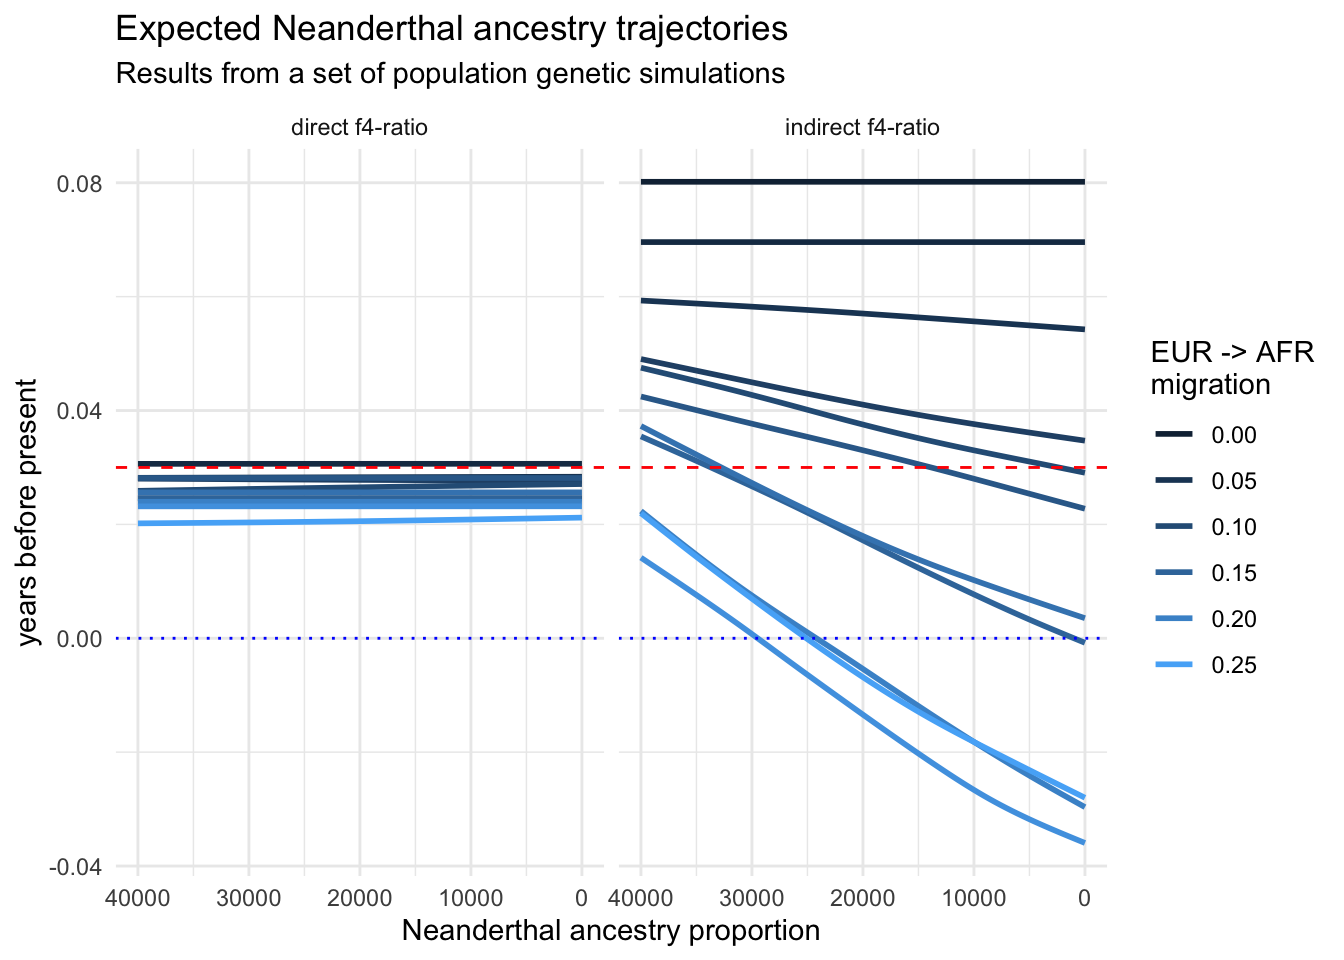 Expected Neanderthal ancestry trajectories
Results from a set of population genetic simulations
direct f4-ratio
indirect f4-ratio
years before present
0.08
0.04
0.00
-0.04
40000 30000 20000 10000 0
40000 30000 20000 10000 0
Neanderthal ancestry proportion
EUR -> AFR
migration
0.00
0.05
0.10
0.15
0.20
0.25